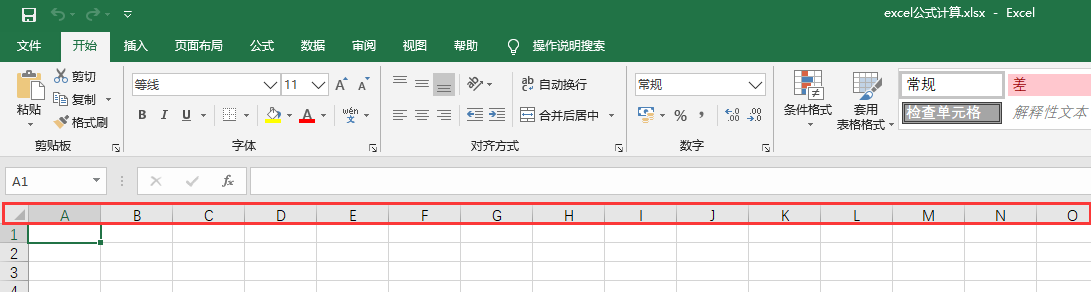 excel公式计算.xlsx - Excel
文件 开始 插入 页面布局 公式 数据 审阅 视图 帮助 操作说明搜索
剪切 等线 11 A A ab 自动换行 常规 常规 差
粘贴 复制 B I U A wén 文 合并后居中 % , .00 .0 条件格式 套用 检查单元格 解释性文本
格式刷 表格格式
剪贴板 字体 对齐方式 数字
A1 fx
A B C D E F G H I J K L M N O
1
2
3
4